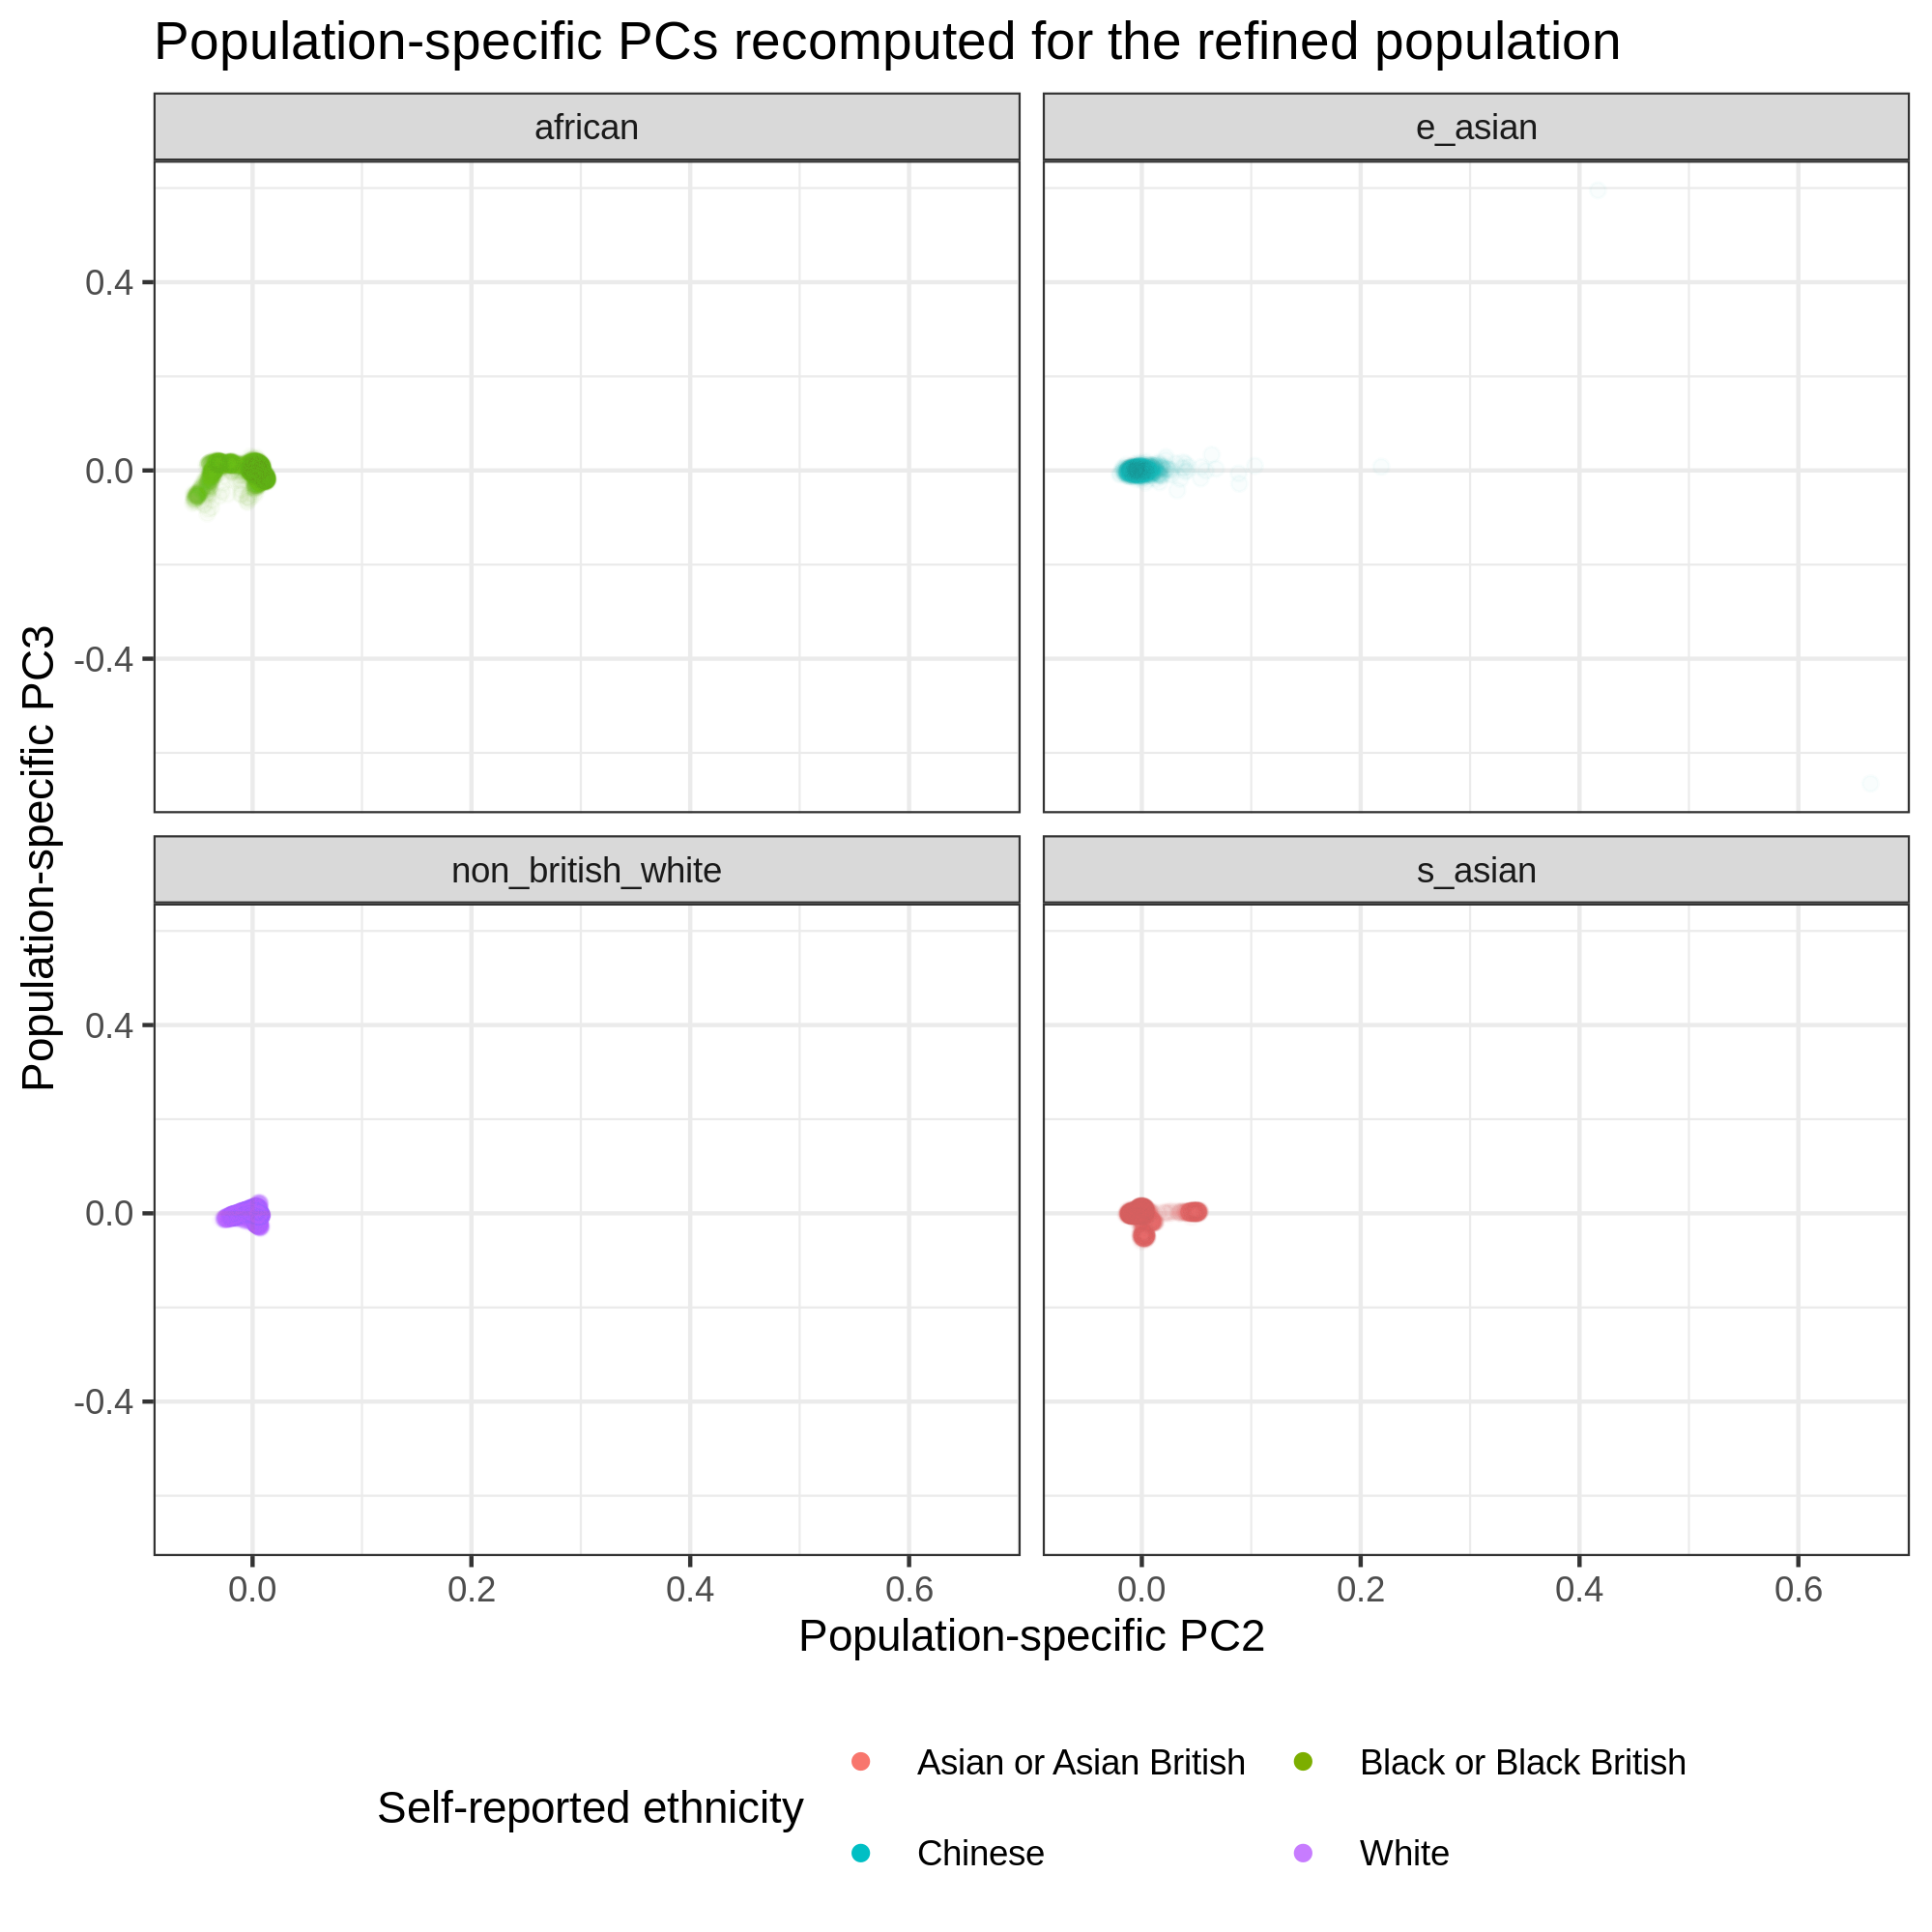 Population-specific PCs recomputed for the refined population
african
e_asian
0.4
0.0
-0.4
non_british_white
s_asian
0.4
0.0
-0.4
Population-specific PC3
0.0 0.2 0.4 0.6
0.0 0.2 0.4 0.6
Population-specific PC2
Self-reported ethnicity
Asian or Asian British
Black or Black British
Chinese
White